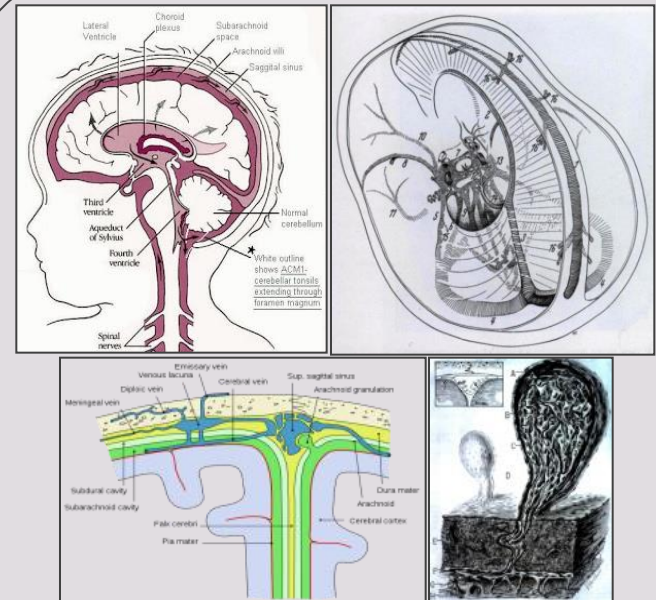 Lateral
Ventricle
Choroid
plexus
Subarachnoid
space
Arachnoid villi
Saggital sinus
Third
ventricle
Aqueduct
of Sylvius
Fourth
ventricle
Normal
cerebellum
White outline
shows ACM1-
cerebellar tonsils
extending through
foramen magnum
Spinal
nerves
Emissary vein
Venous lacuna
Cerebral vein
Sup. sagittal sinus
Diploic vein
Arachnoid granulation
Meningeal vein
Subdural cavity
Subarachnoid cavity
Dura mater
Arachnoid
Falx cerebri
Cerebral cortex
Pia mater
A
B
C
D
E